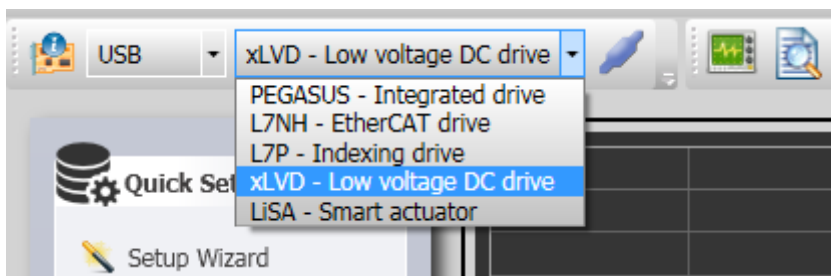 USB
xLVD - Low voltage DC drive
PEGASUS - Integrated drive
L7NH - EtherCAT drive
L7P - Indexing drive
xLVD - Low voltage DC drive
LiSA - Smart actuator
Quick Set
Setup Wizard